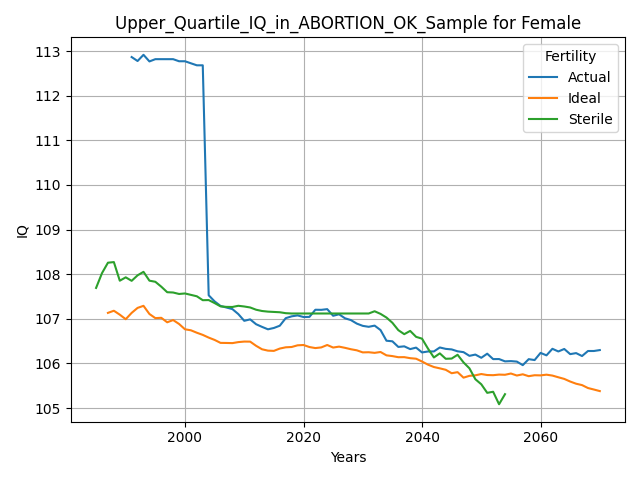 Upper_Quartile_IQ_in_ABORTION_OK_Sample for Female
113
112
111
110
109
108
107
106
105
IQ
Fertility
Actual
Ideal
Sterile
2000 2020 2040 2060
Years